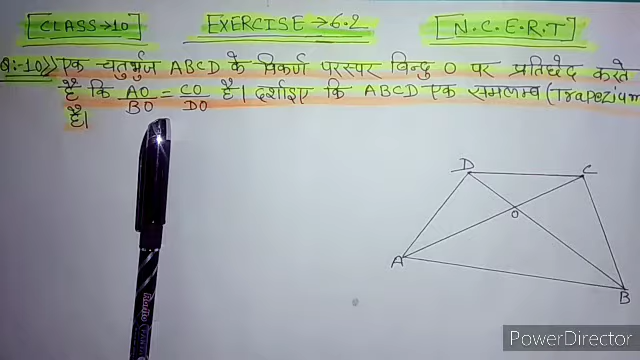 [CLASS→10] EXERCISE→6.2 [N.C.E.R.T]
Q:-10》 एक चतुर्भुज ABCD के विकर्ण परस्पर बिन्दु O पर प्रतिछेद करते
है कि AO/BO = CO/DO है। दर्शाइए कि ABCD एक समलम्ब (Trapezium
है।
D C
O
A
B
PowerDirector